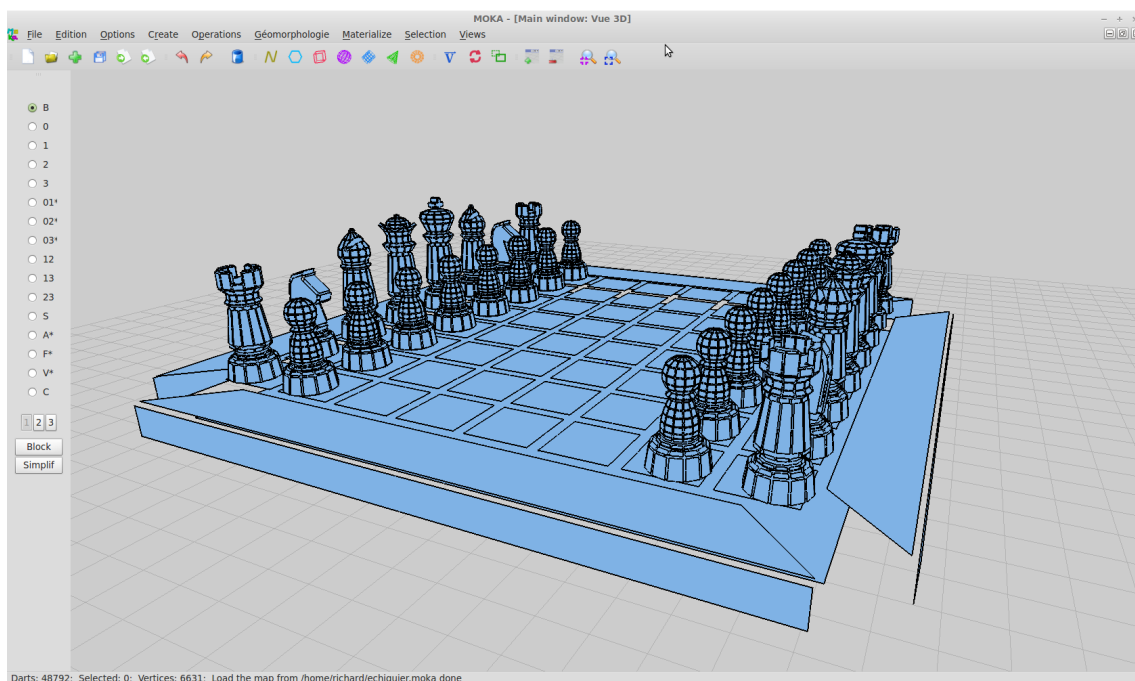 MOKA - [Main window: Vue 3D]
File Edition Options Create Operations Géomorphologie Materialize Selection Views
B
0
1
2
3
01*
02*
03*
12
13
23
S
A*
F*
V*
C
1 2 3
Block
Simplif
Darts: 48792; Selected: 0; Vertices: 6631; Load the map from /home/richard/echiquier.moka done